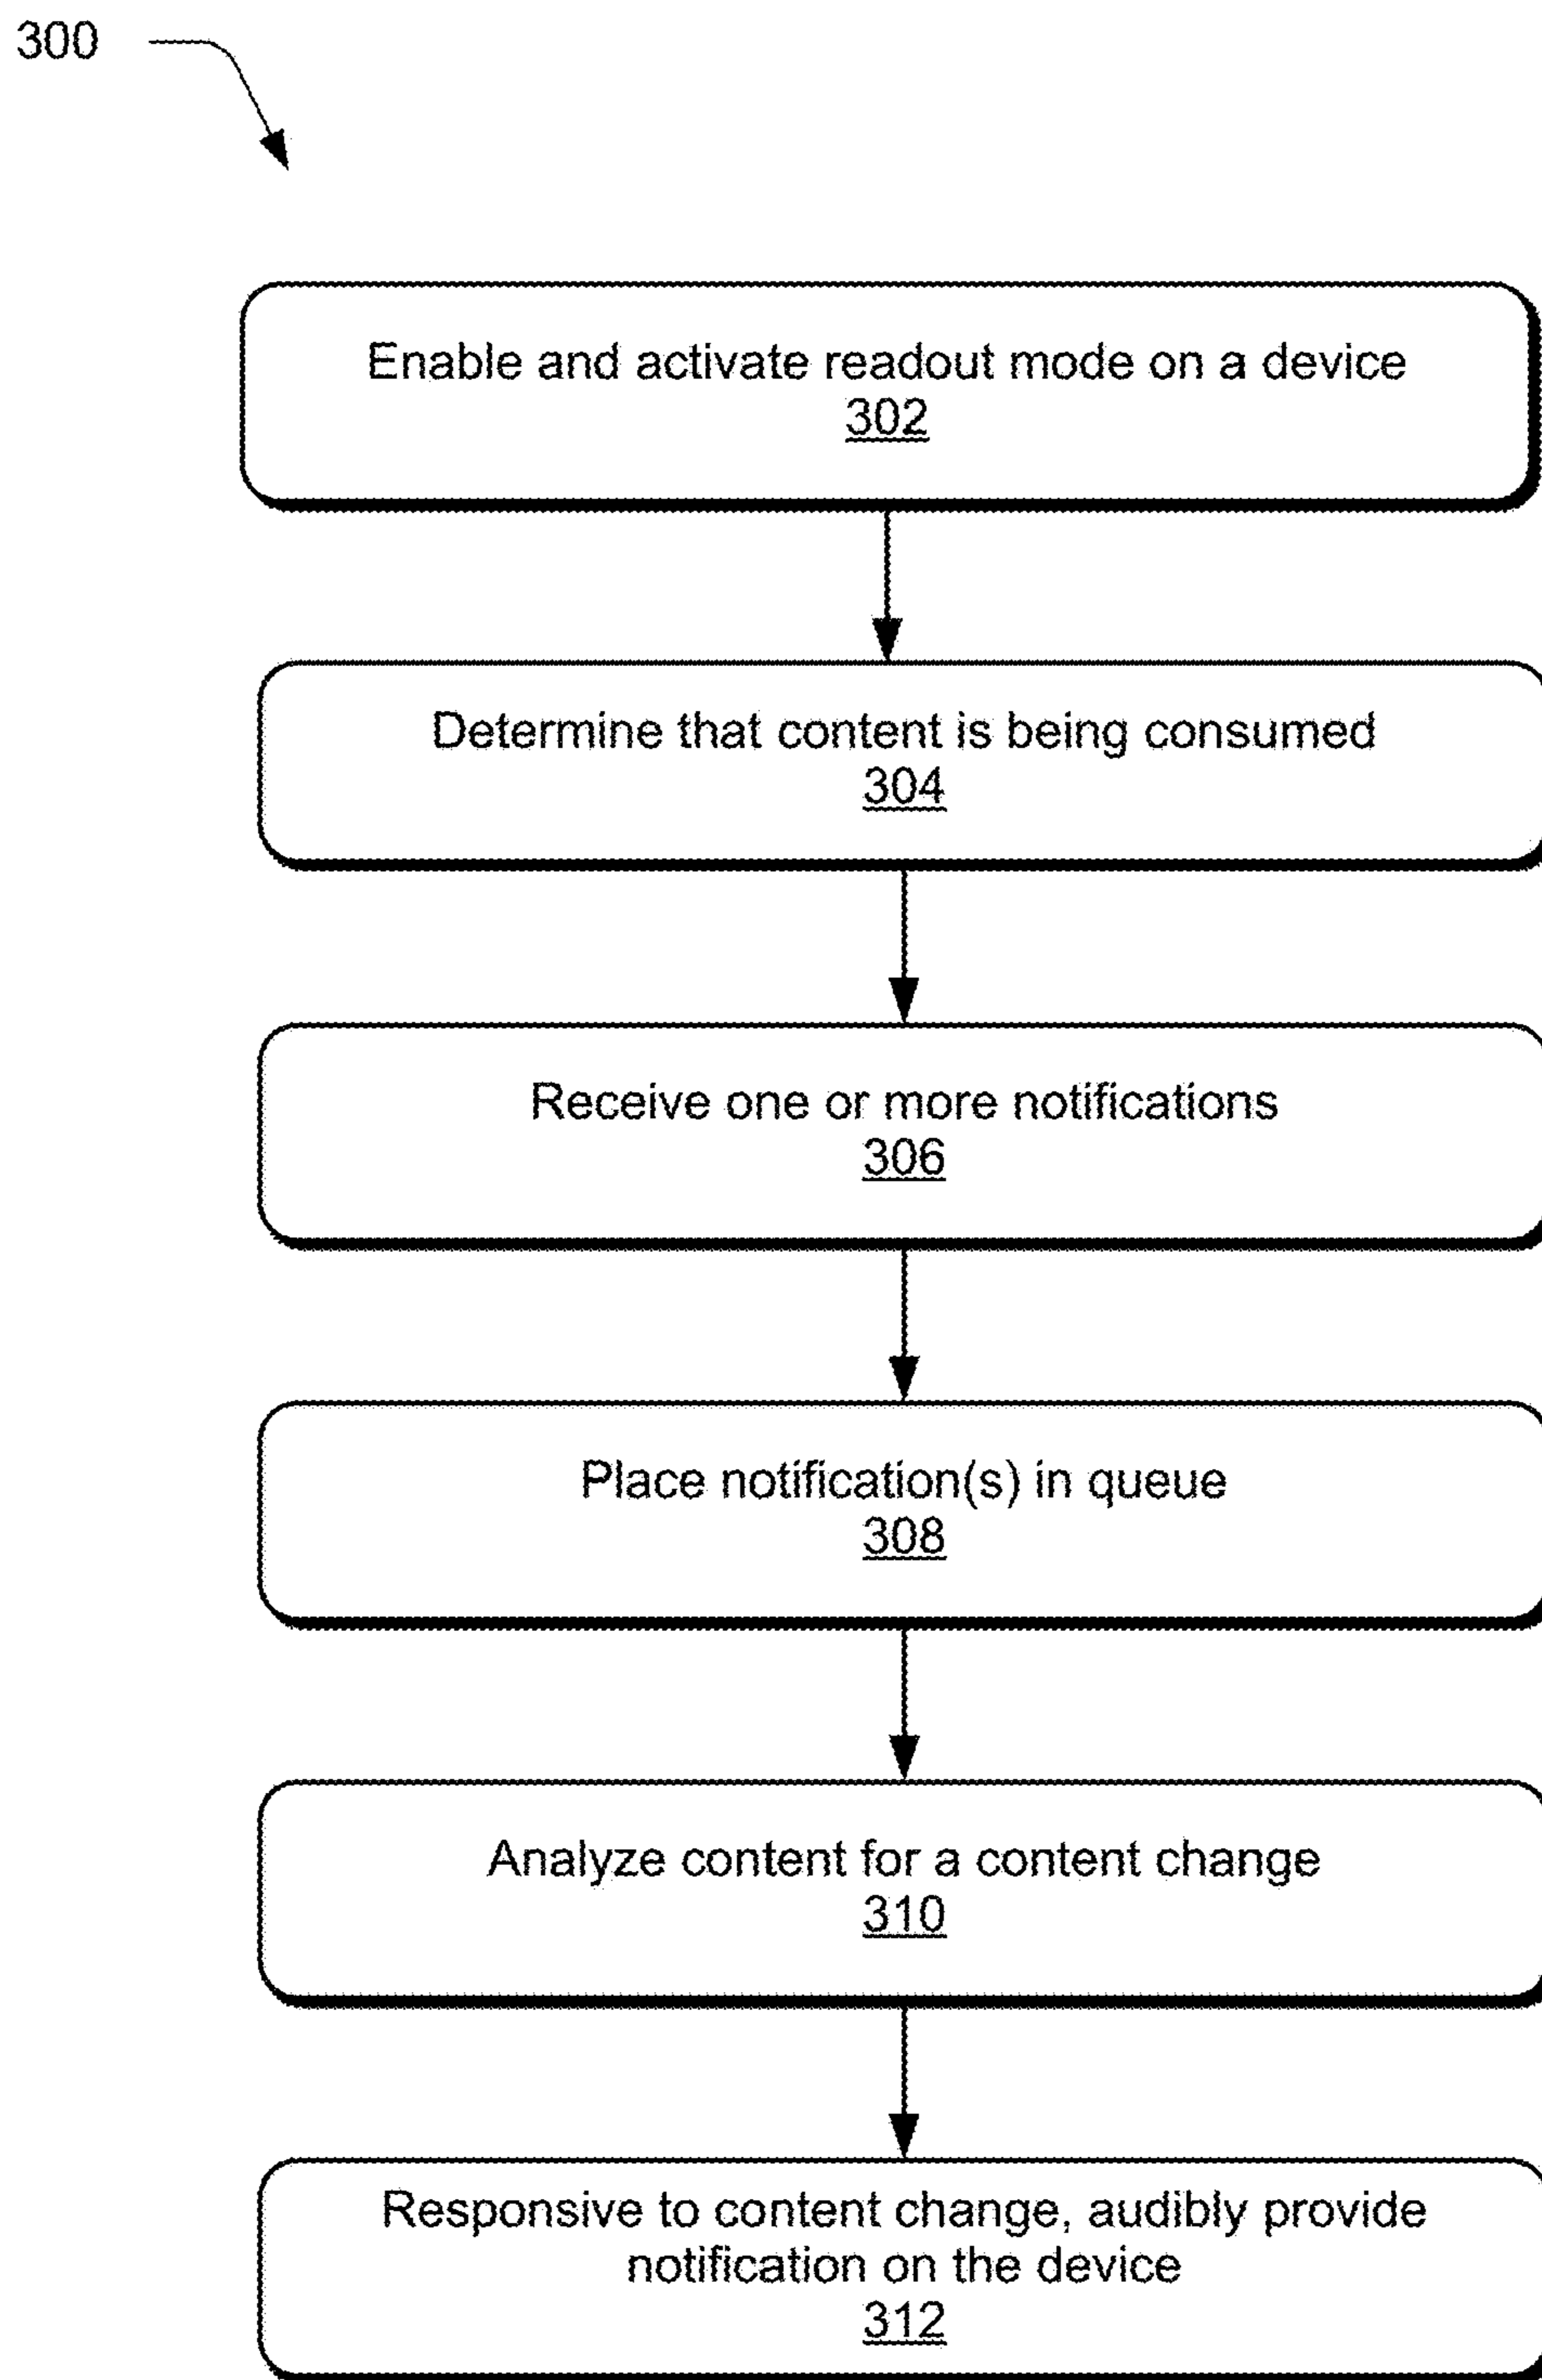 300
Enable and activate readout mode on a device
302
Determine that content is being consumed
304
Receive one or more notifications
306
Place notification(s) in queue
308
Analyze content for a content change
310
Responsive to content change, audibly provide
notification on the device
312